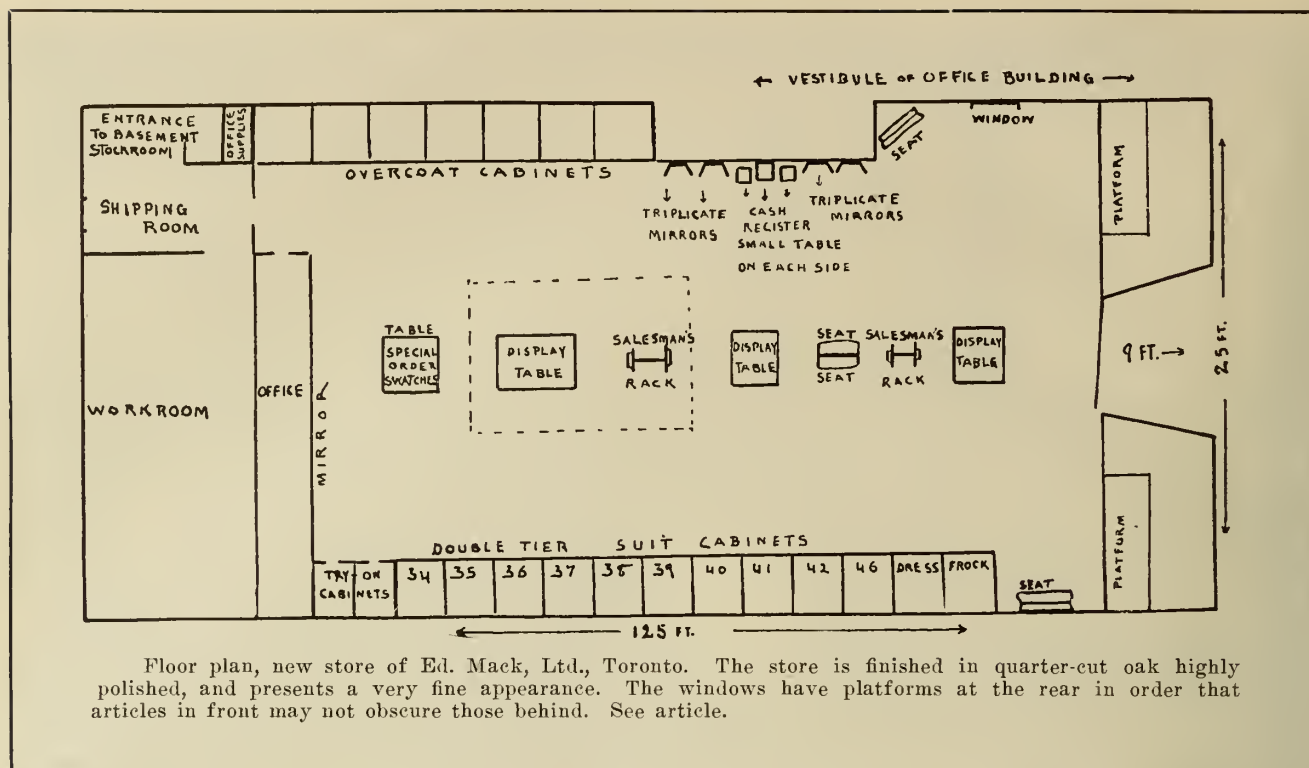 ← VESTIBULE OF OFFICE BUILDING →
ENTRANCE
TO BASEMENT
STOCKROOM
OFFICE
SUPPLIES
OVERCOAT CABINETS
SEAT
WINDOW
PLATFORM
SHIPPING
ROOM
TRIPLICATE
MIRRORS
CASH
REGISTER
SMALL TABLE
ON EACH SIDE
TRIPLICATE
MIRRORS
TABLE
SPECIAL
ORDER
SWATCHES
DISPLAY
TABLE
SALESMAN'S
RACK
DISPLAY
TABLE
SEAT
SEAT
SALESMAN'S
RACK
DISPLAY
TABLE
9 FT. →
25 FT.
WORKROOM
OFFICE
MIRROR
DOUBLE TIER SUIT CABINETS
TRY-ON
CABINETS
34 35 36 37 38 39 40 41 42 46 DRESS FROCK
SEAT
PLATFURM
125 FT.
Floor plan, new store of Ed. Mack, Ltd., Toronto. The store is finished in quarter-cut oak highly
polished, and presents a very fine appearance. The windows have platforms at the rear in order that
articles in front may not obscure those behind. See article.